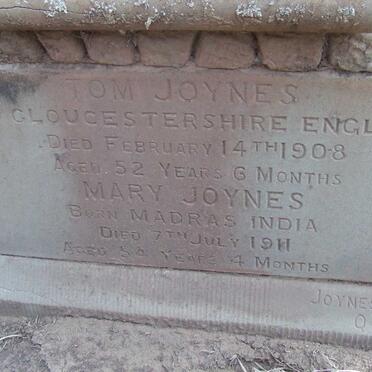 TOM JOYNES
GLOUCESTERSHIRE ENGL
DIED FEBRUARY 14TH 1908
AGED 52 YEARS 6 MONTHS
MARY JOYNES
BORN MADRAS INDIA
DIED 7TH JULY 1911
AGED 54 YEARS 4 MONTHS
JOYNES
O